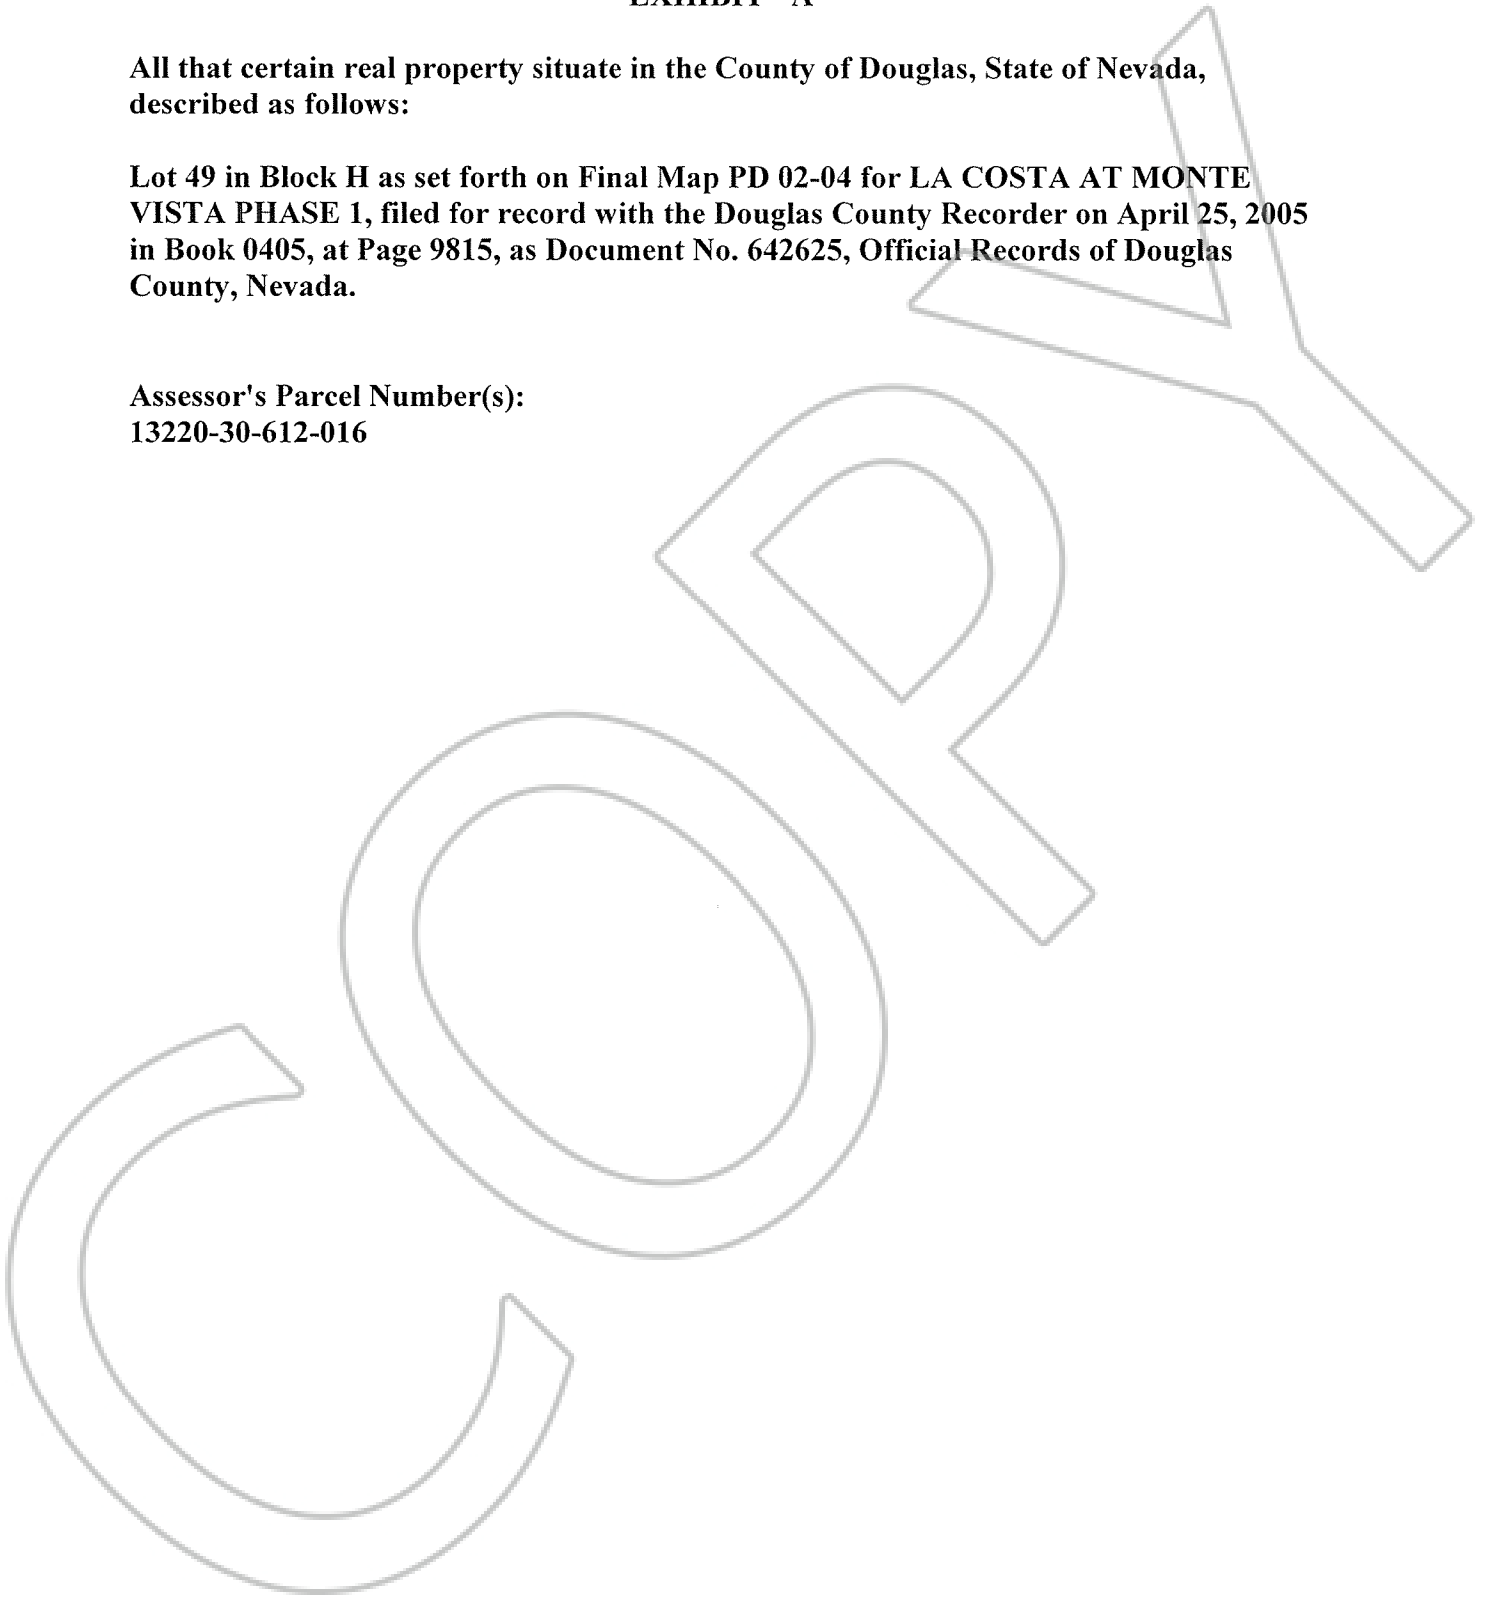 EXHIBIT "A"
All that certain real property situate in the County of Douglas, State of Nevada,
described as follows:
Lot 49 in Block H as set forth on Final Map PD 02-04 for LA COSTA AT MONTE
VISTA PHASE 1, filed for record with the Douglas County Recorder on April 25, 2005
in Book 0405, at Page 9815, as Document No. 642625, Official Records of Douglas
County, Nevada.
Assessor's Parcel Number(s):
13220-30-612-016
COPY